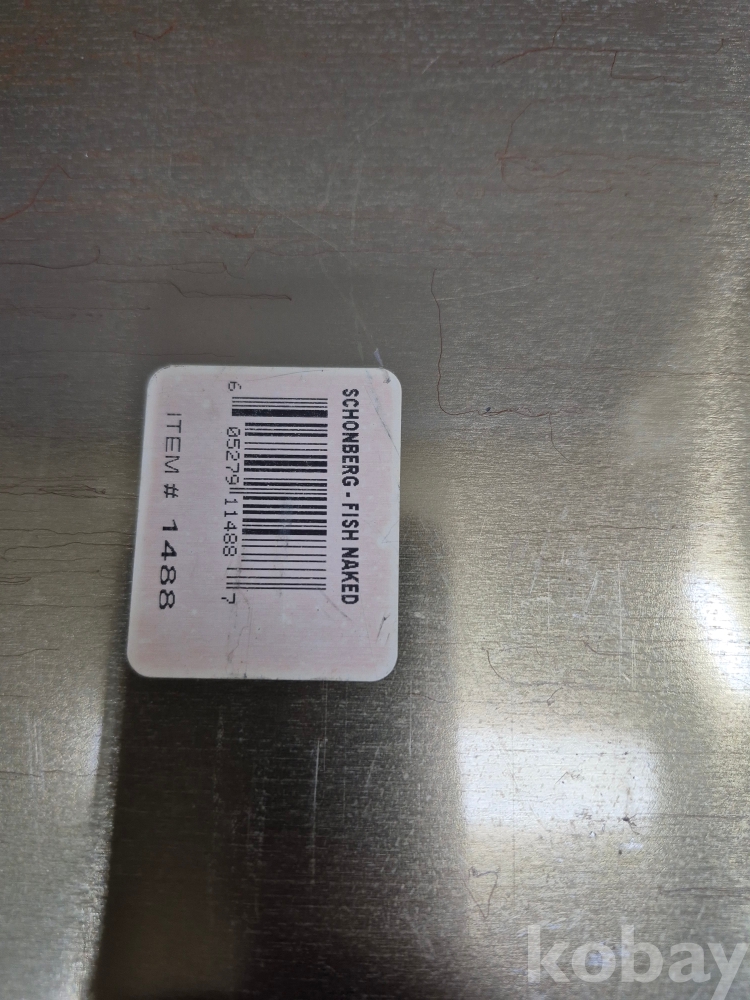 SCHONBERG - FISH NAKED
6 05279 11488 7
ITEM # 1488
kobay